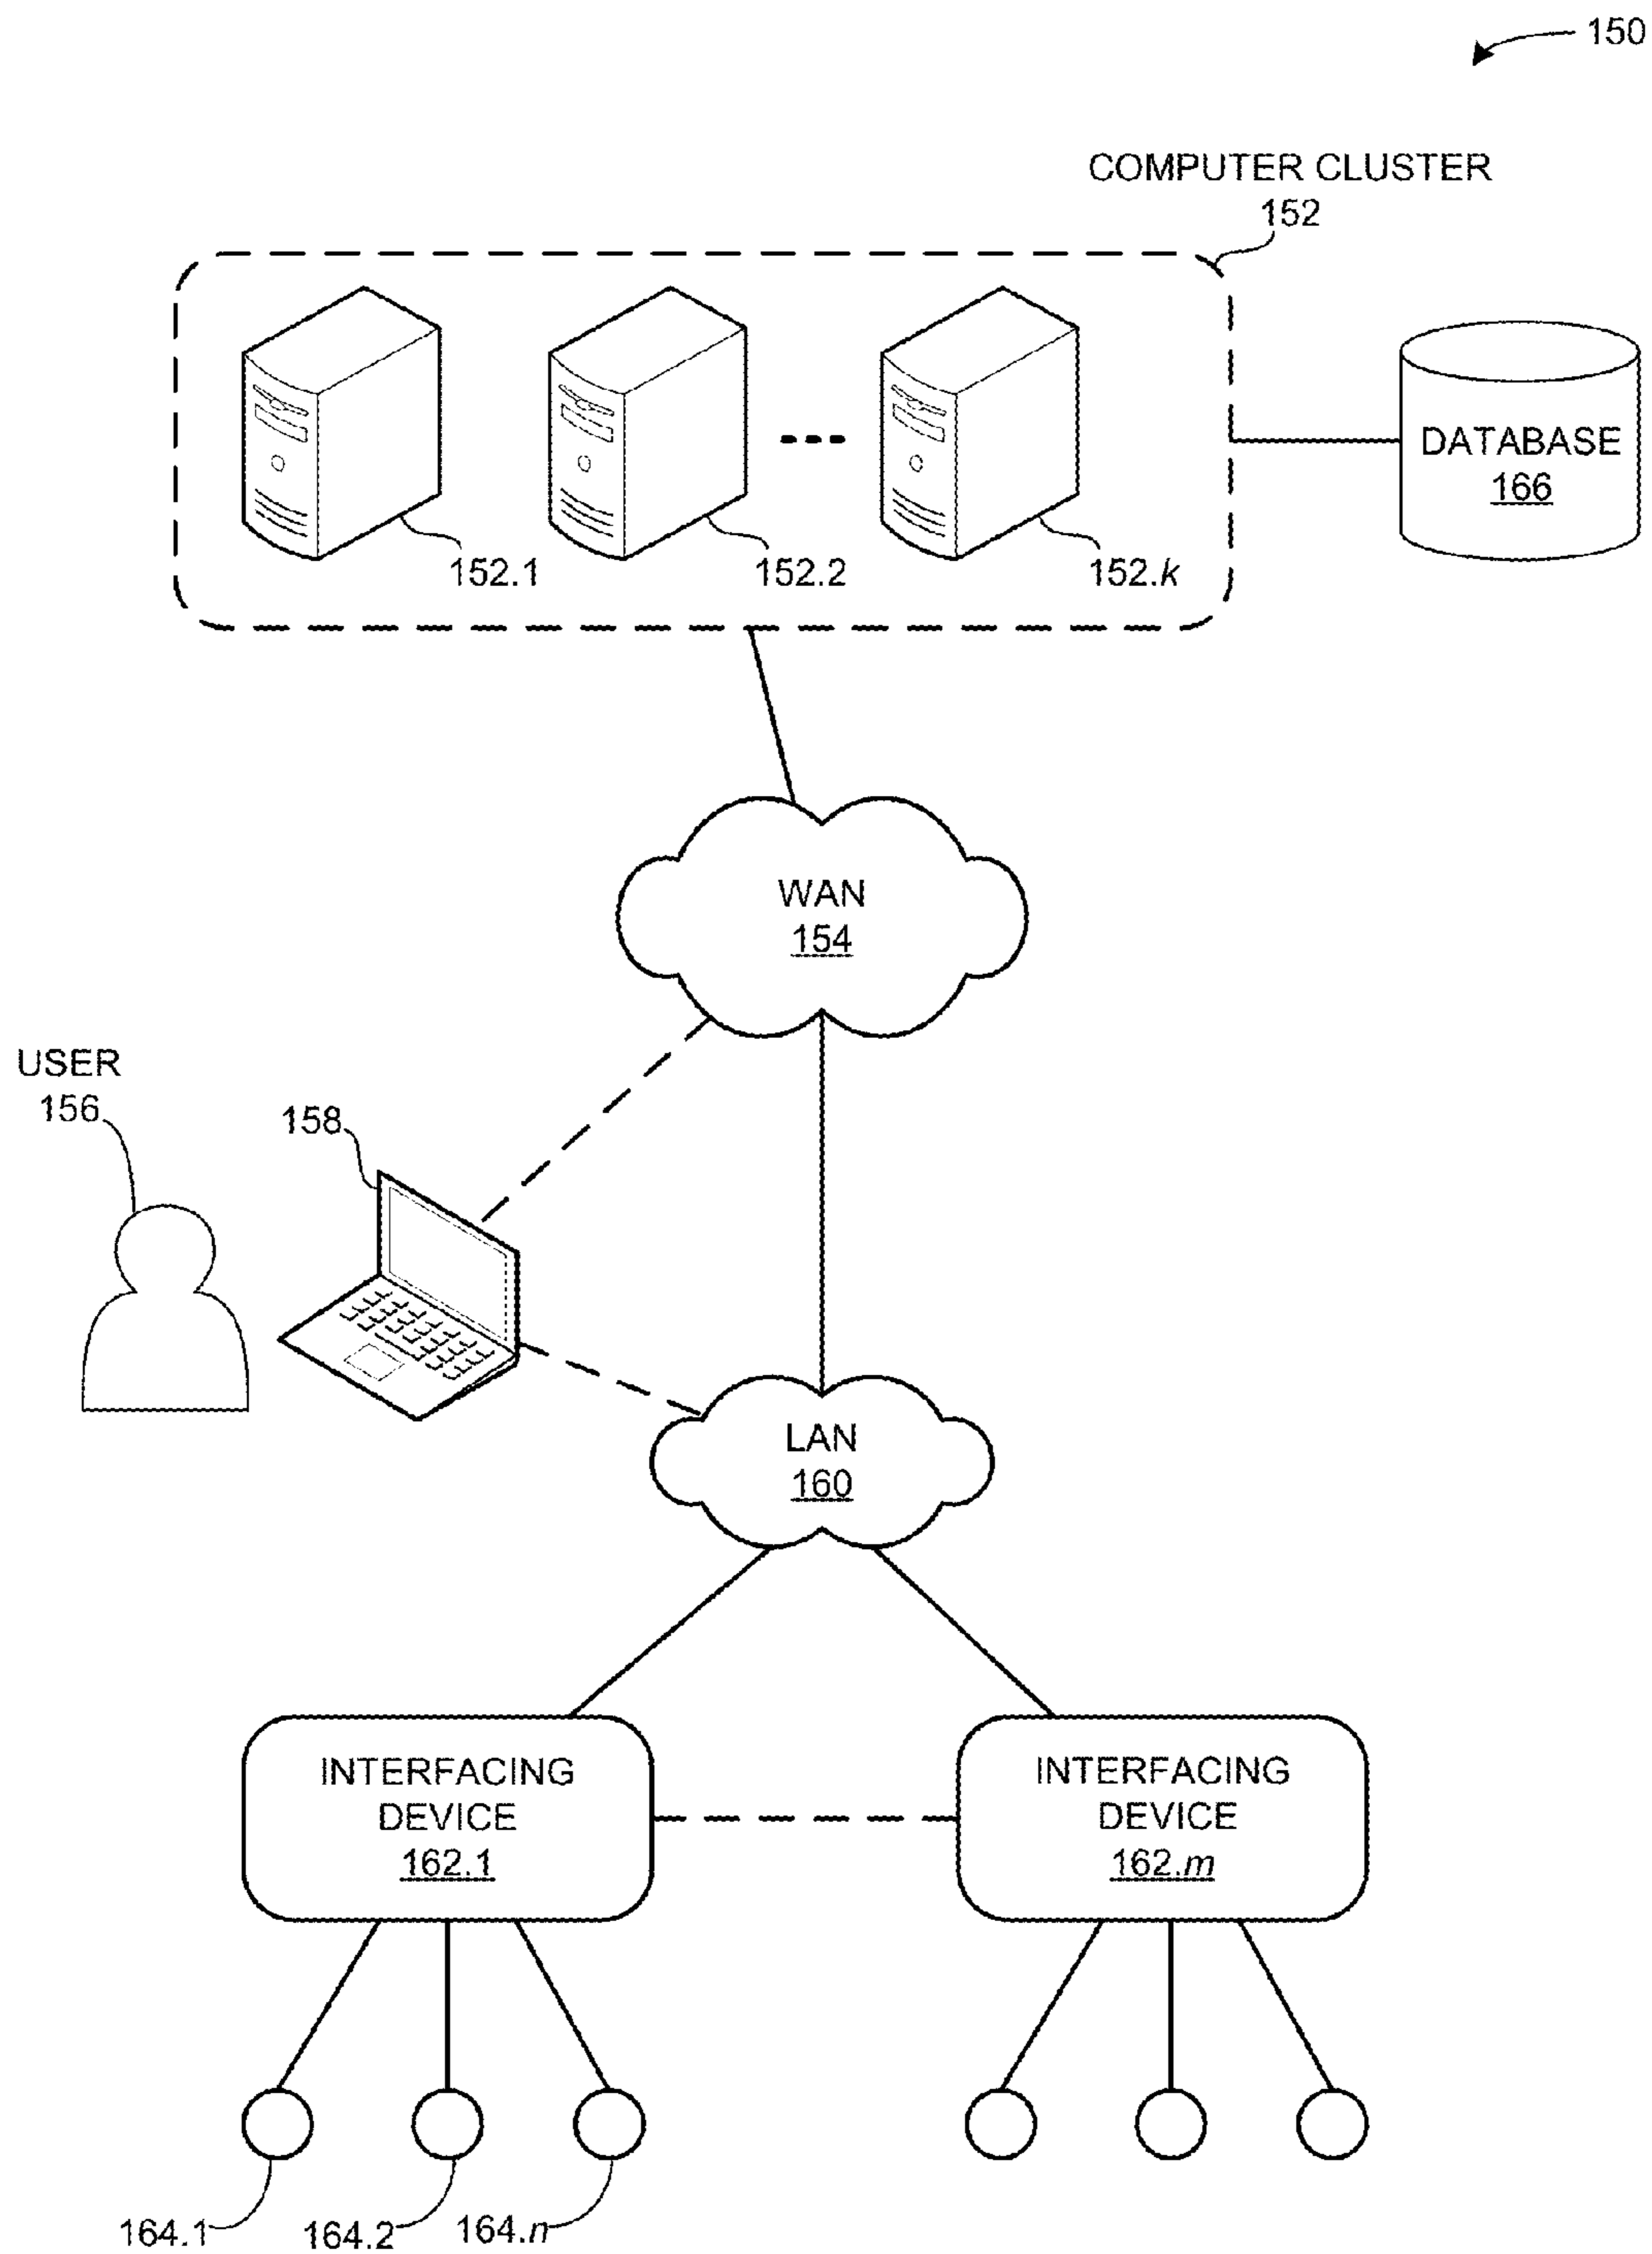 150
COMPUTER CLUSTER
152
DATABASE
166
152.1
152.2
152.k
WAN
154
USER
156
158
LAN
160
INTERFACING
DEVICE
162.1
INTERFACING
DEVICE
162.m
164.1
164.2
164.n